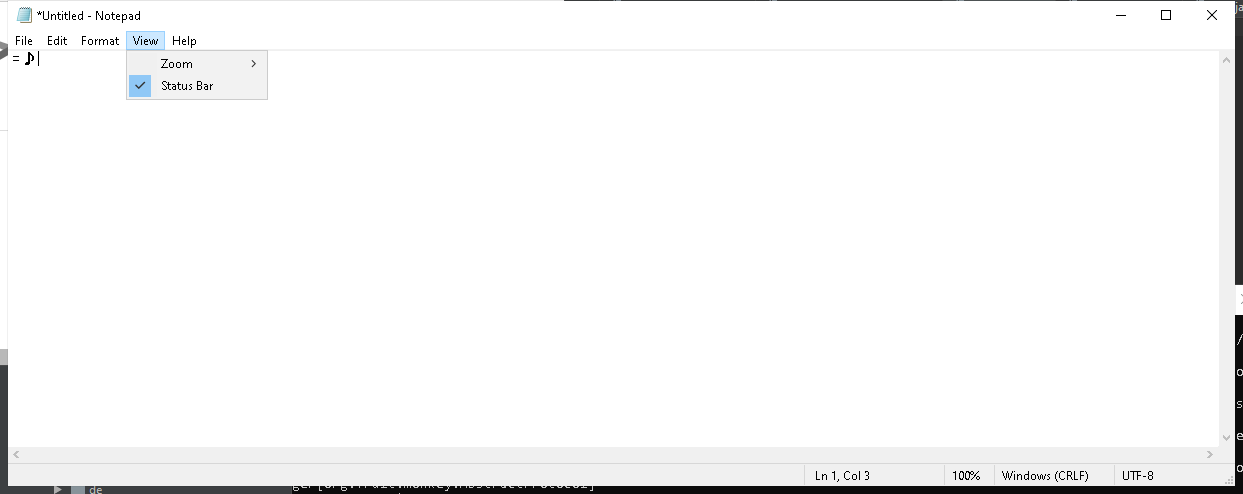 *Untitled - Notepad
File Edit Format View Help
= ♪
Zoom
Status Bar
Ln 1, Col 3 100% Windows (CRLF) UTF-8
de